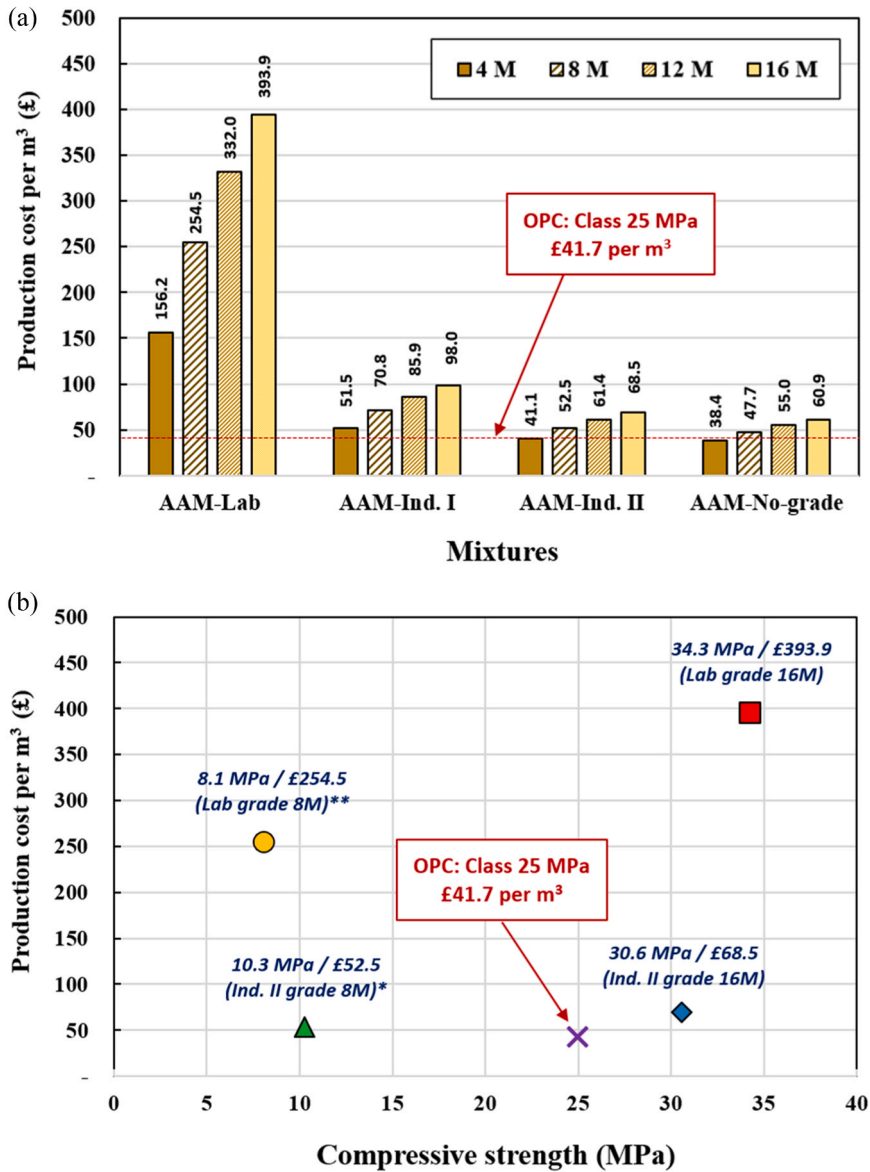 (a)
Production cost per m³ (£)
500
450
400
350
300
250
200
150
100
50
-
4 M 8 M 12 M 16 M
156.2
254.5
332.0
393.9
51.5
70.8
85.9
98.0
41.1
52.5
61.4
68.5
38.4
47.7
55.0
60.9
OPC: Class 25 MPa
£41.7 per m³
AAM-Lab AAM-Ind. I AAM-Ind. II AAM-No-grade
Mixtures
(b)
Production cost per m³ (£)
500
450
400
350
300
250
200
150
100
50
-
34.3 MPa / £393.9
(Lab grade 16M)
8.1 MPa / £254.5
(Lab grade 8M)**
OPC: Class 25 MPa
£41.7 per m³
10.3 MPa / £52.5
(Ind. II grade 8M)*
30.6 MPa / £68.5
(Ind. II grade 16M)
0 5 10 15 20 25 30 35 40
Compressive strength (MPa)